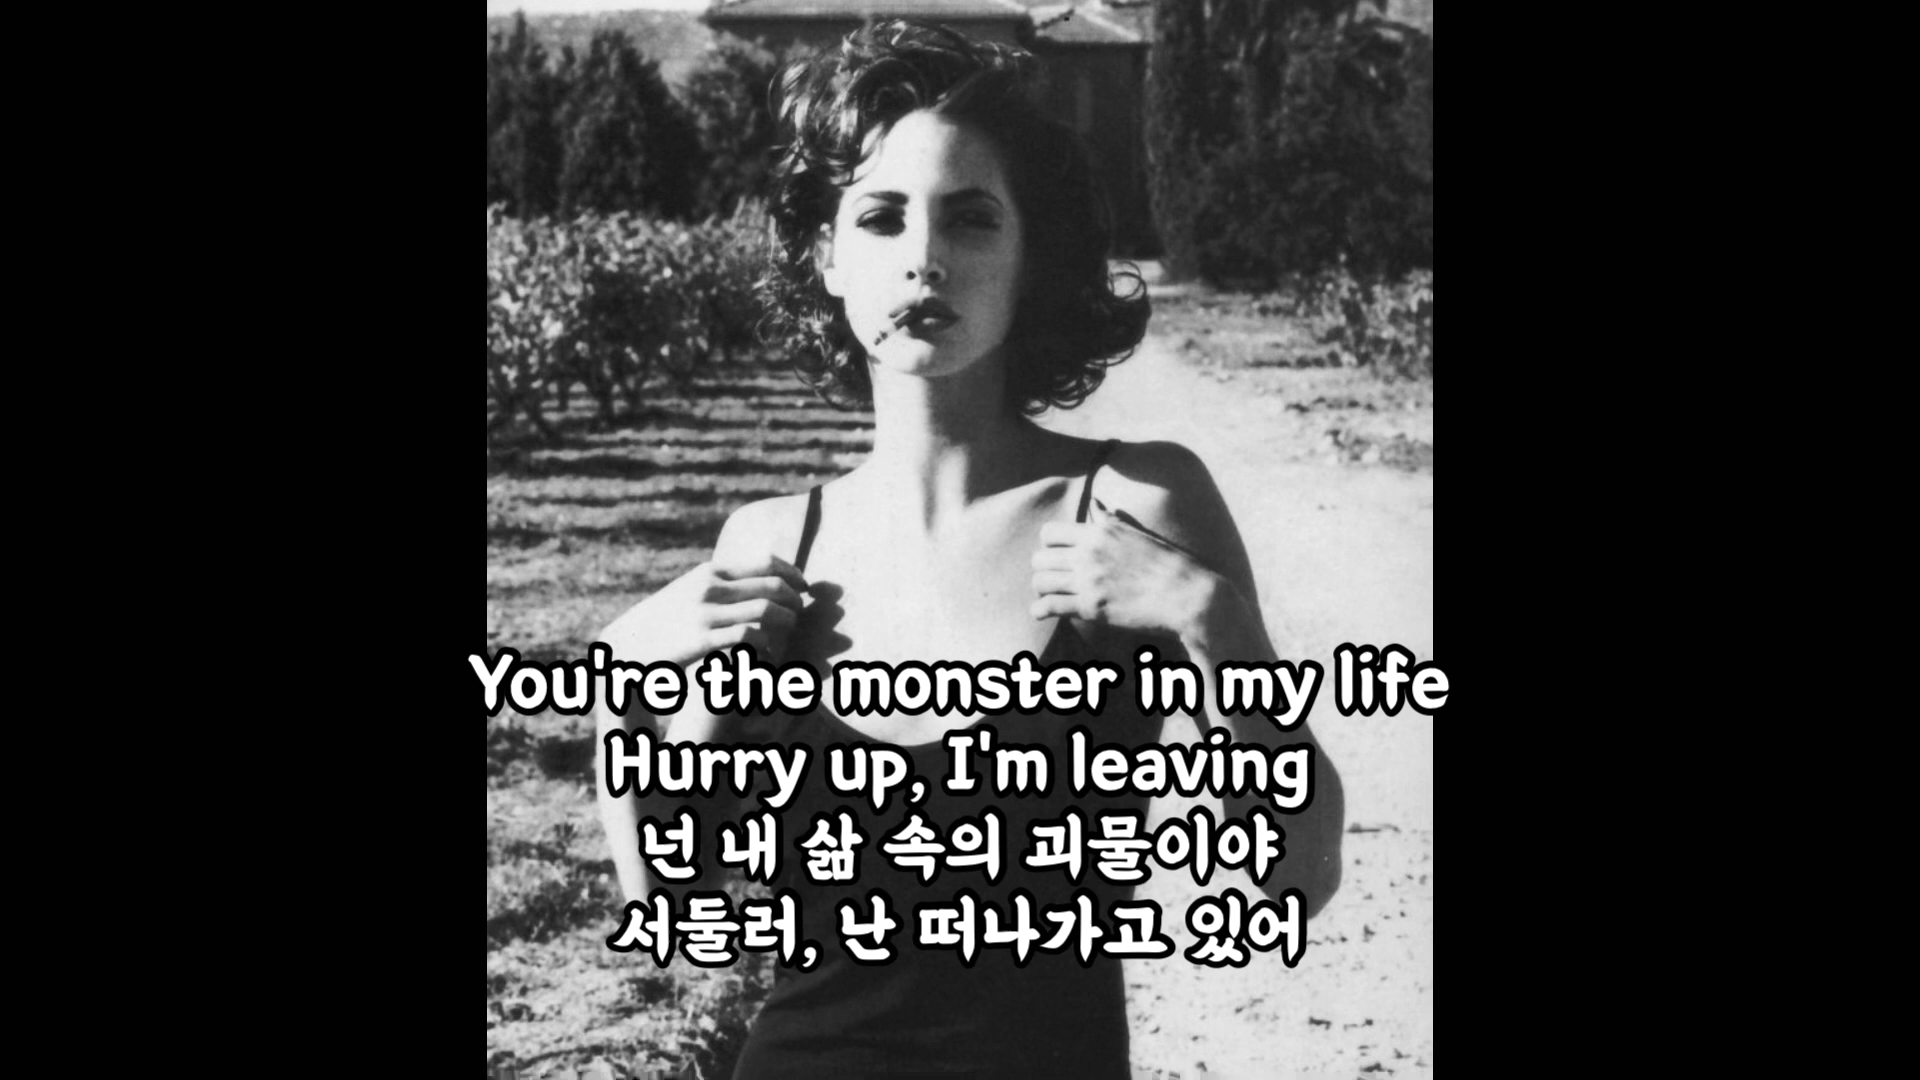 You're the monster in my life
Hurry up, I'm leaving
넌 내 삶 속의 괴물이야
서둘러, 난 떠나가고 있어